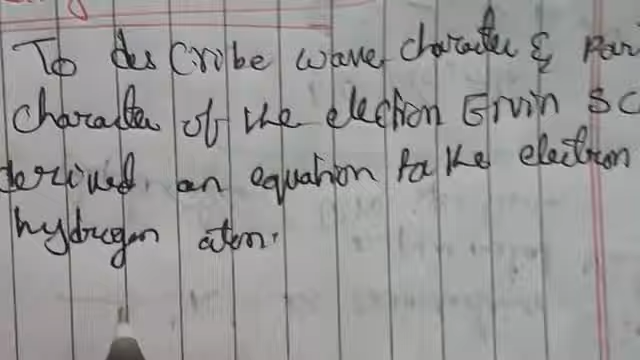 To describe wave character & Par
character of the electron Ervin SC
derived an equation for the electron
hydrogen atom.